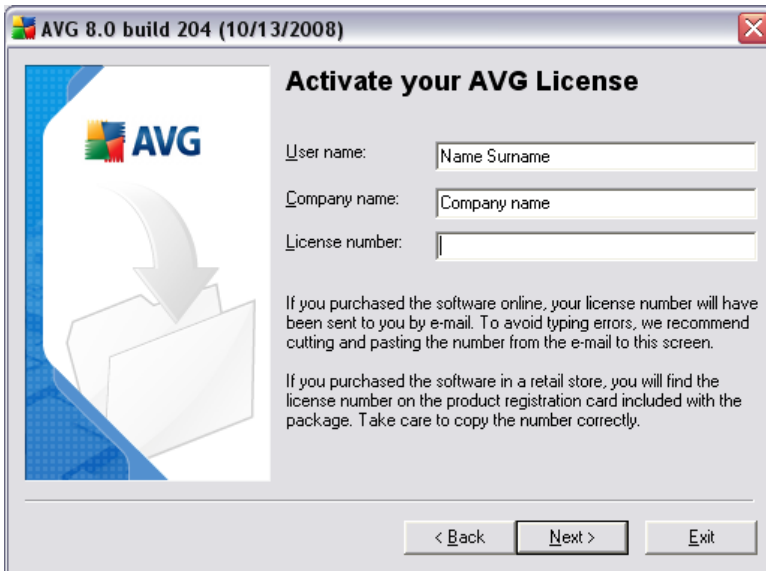 AVG 8.0 build 204 (10/13/2008)
AVG
Activate your AVG License
User name:
Name Surname
Company name:
Company name
License number:
If you purchased the software online, your license number will have
been sent to you by e-mail. To avoid typing errors, we recommend
cutting and pasting the number from the e-mail to this screen.
If you purchased the software in a retail store, you will find the
license number on the product registration card included with the
package. Take care to copy the number correctly.
< Back
Next >
Exit